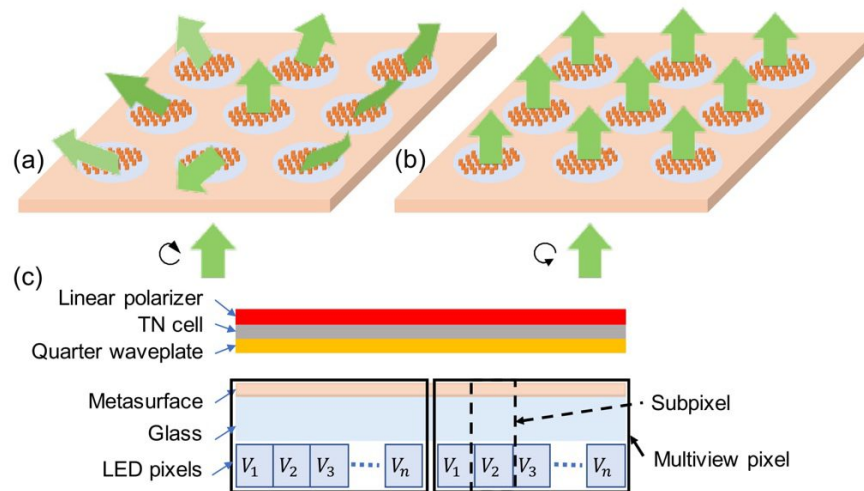 (a)
(b)
(c)
Linear polarizer
TN cell
Quarter waveplate
Metasurface
Glass
LED pixels
V₁ V₂ V₃ Vₙ
V₁ V₂ V₃ Vₙ
Subpixel
Multiview pixel